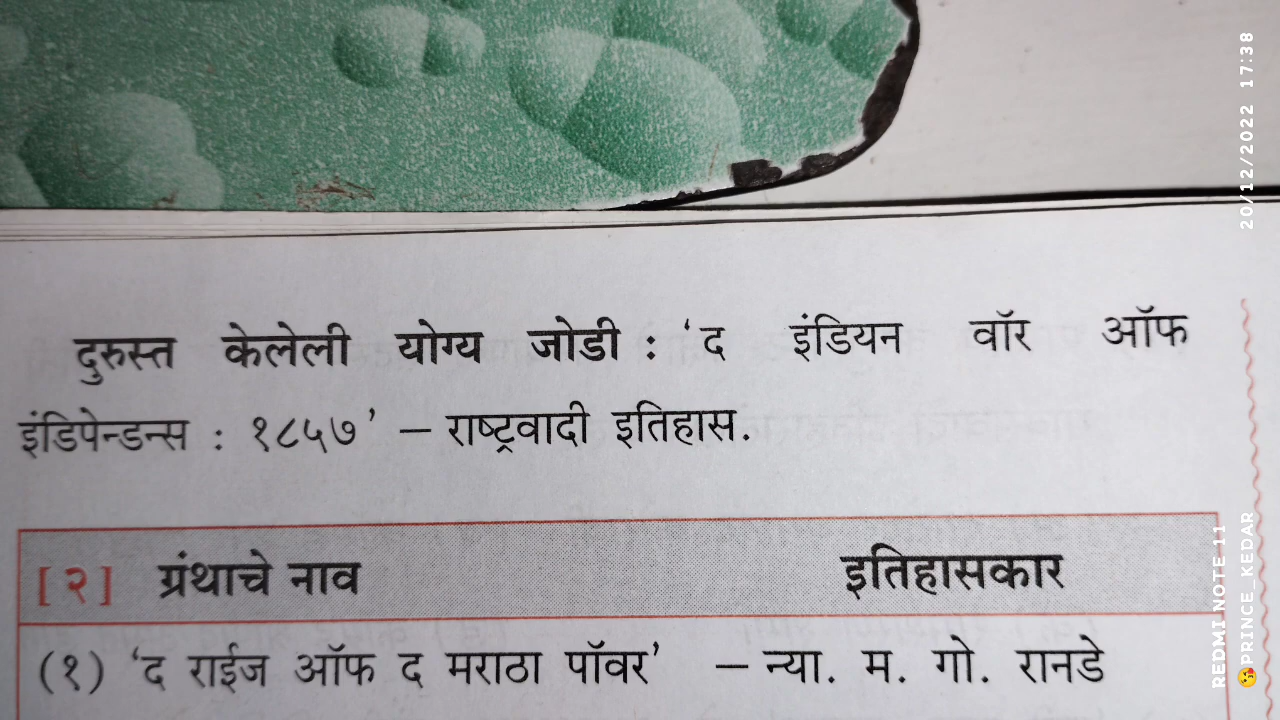 दुरुस्त केलेली योग्य जोडी : ‘द इंडियन वॉर ऑफ
इंडिपेन्डन्स : १८५७’ – राष्ट्रवादी इतिहास.
[२] ग्रंथाचे नाव इतिहासकार
(१) ‘द राईज ऑफ द मराठा पॉवर’ – न्या. म. गो. रानडे
20/12/2022 17:38
REDMI NOTE 11
😘PRINCE_KEDAR